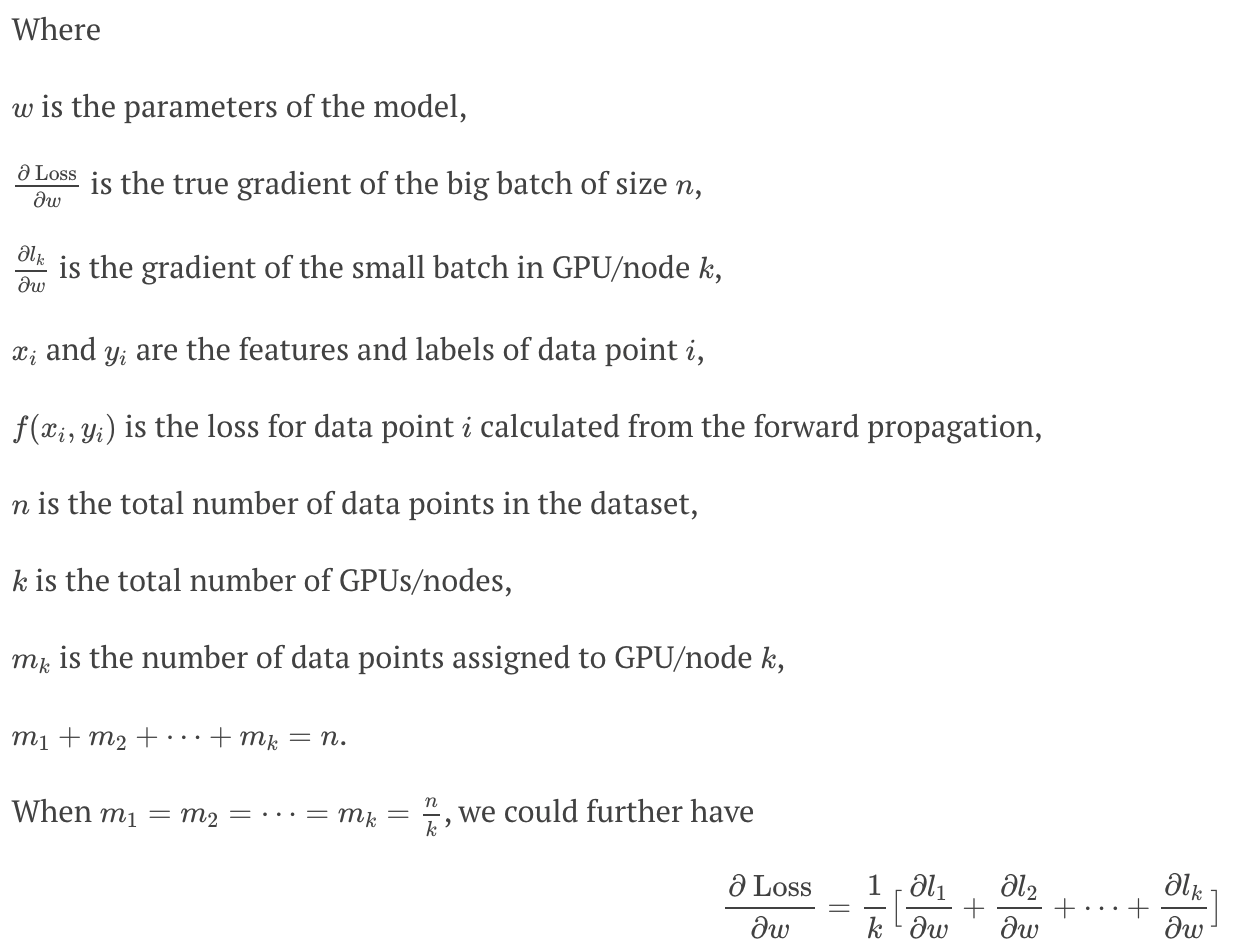 Where
$w$ is the parameters of the model,
$\frac{\partial \text{ Loss}}{\partial w}$ is the true gradient of the big batch of size $n$,
$\frac{\partial l_k}{\partial w}$ is the gradient of the small batch in GPU/node $k$,
$x_i$ and $y_i$ are the features and labels of data point $i$,
$f(x_i, y_i)$ is the loss for data point $i$ calculated from the forward propagation,
$n$ is the total number of data points in the dataset,
$k$ is the total number of GPUs/nodes,
$m_k$ is the number of data points assigned to GPU/node $k$,
$m_1 + m_2 + \cdots + m_k = n$.
When $m_1 = m_2 = \cdots = m_k = \frac{n}{k}$, we could further have
$\frac{\partial \text{ Loss}}{\partial w} = \frac{1}{k} [ \frac{\partial l_1}{\partial w} + \frac{\partial l_2}{\partial w} + \cdots + \frac{\partial l_k}{\partial w} ]$